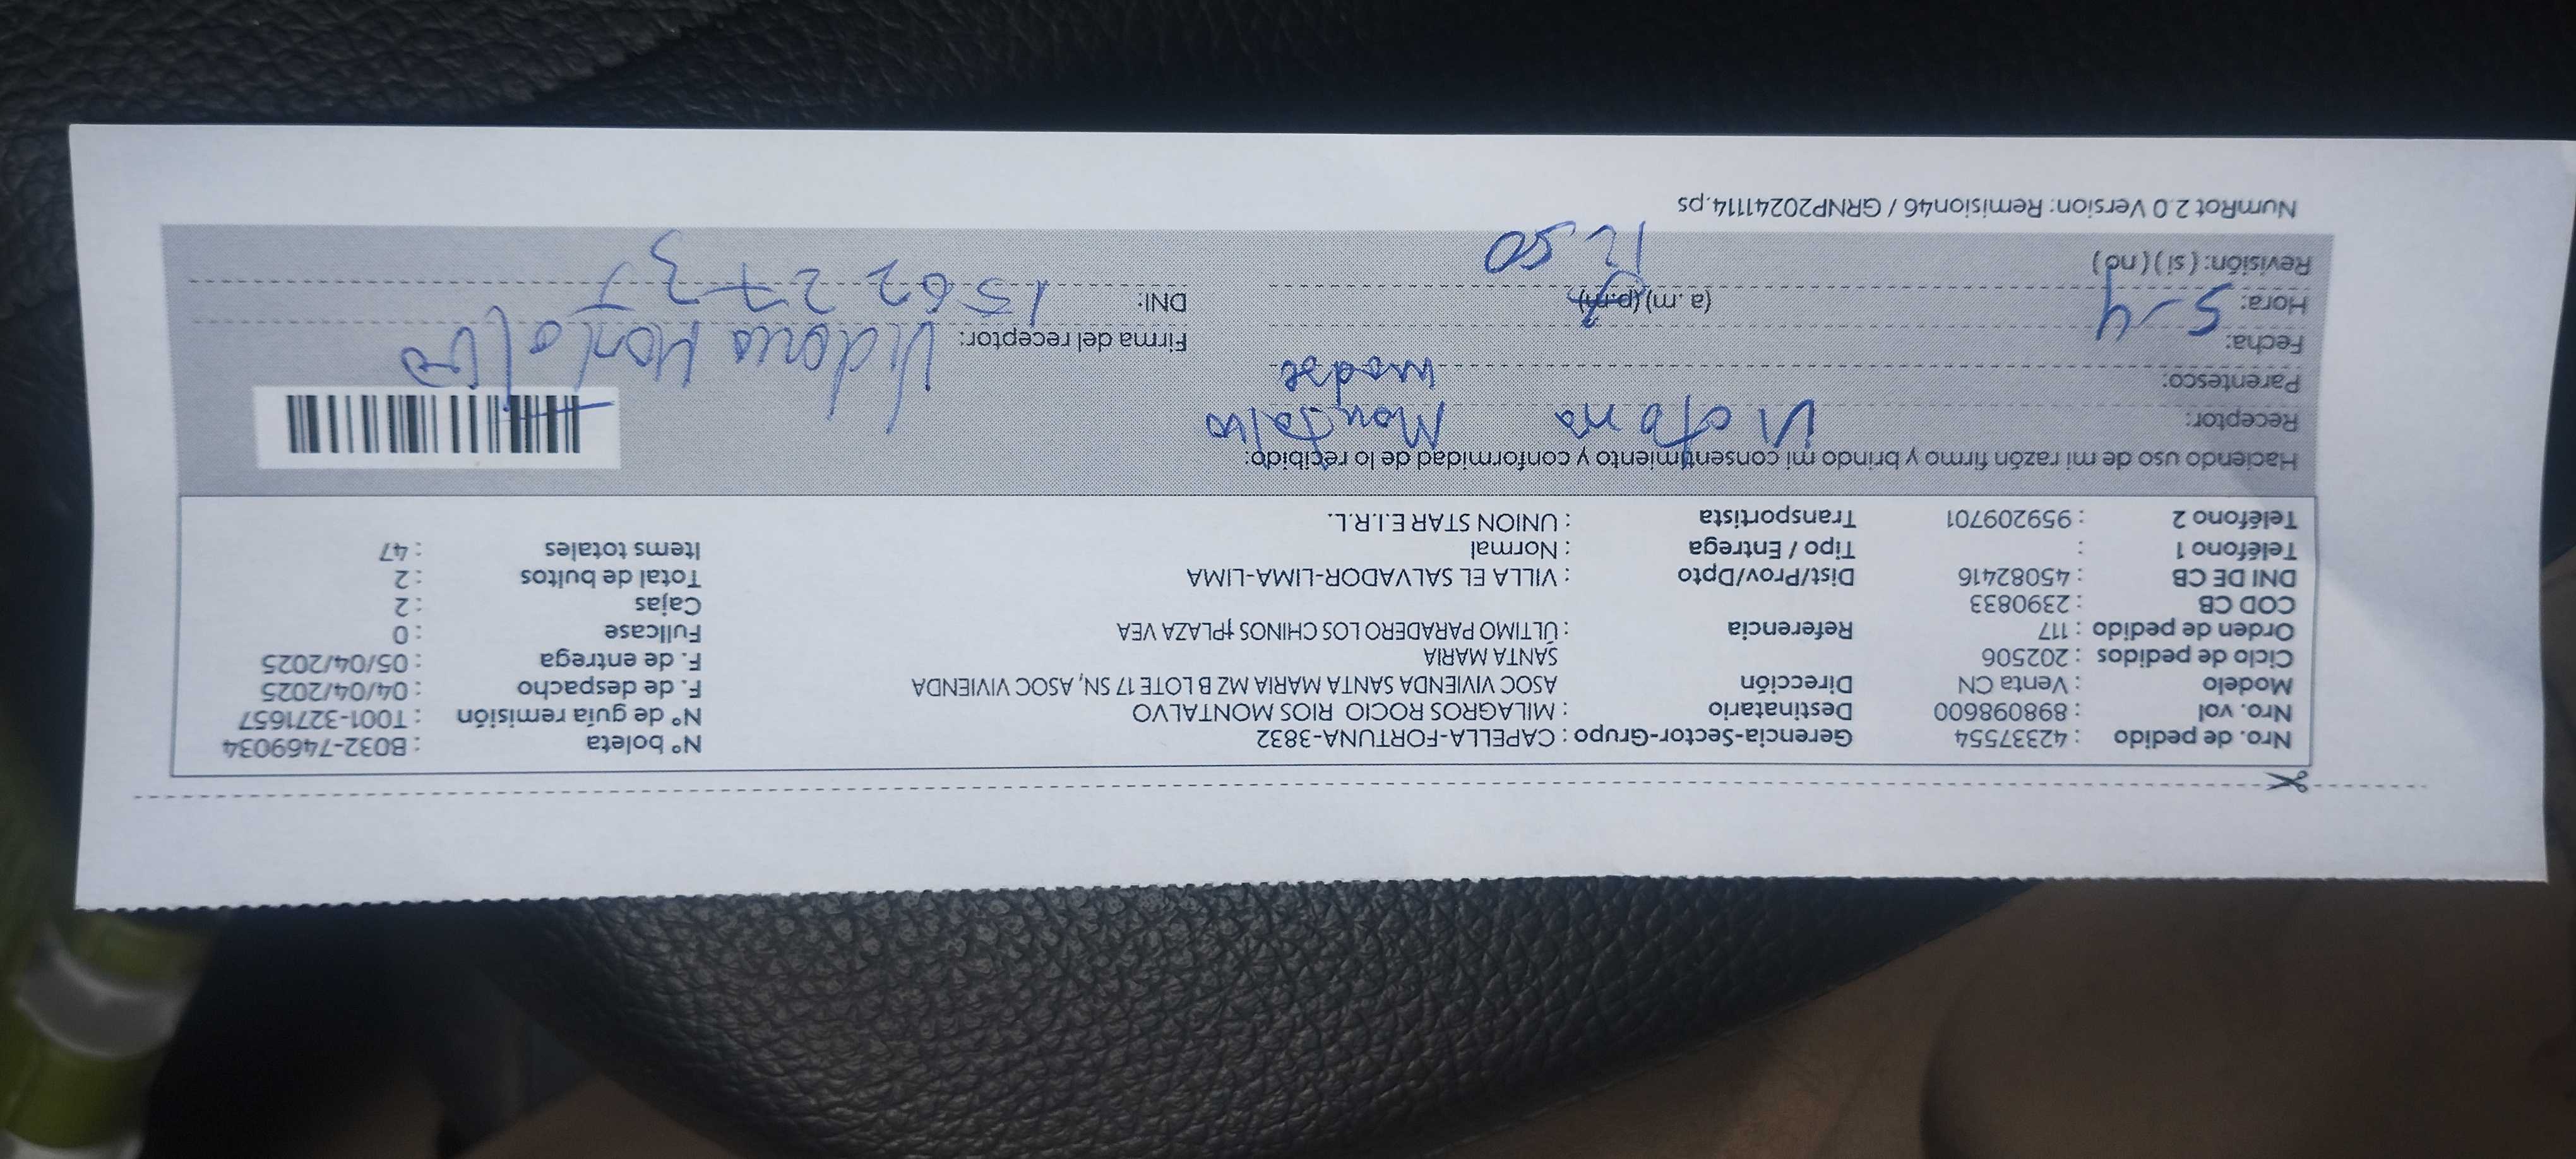 Nro. de pedido : 42337554 Gerencia-Sector-Grupo : CAPELLA-FORTUNA-3832 N° boleta : B032-7469034
Nro. vol : 898098600 Destinatario : MILAGROS ROCIO RIOS MONTALVO N° de guía remisión : T001-3271657
Modelo : Venta CN Dirección ASOC VIVIENDA SANTA MARIA MZ B LOTE 17 SN, ASOC VIVIENDA F. de despacho : 04/04/2025
Ciclo de pedidos : 202506 SANTA MARIA F. de entrega : 05/04/2025
Orden de pedido : 117 Referencia : ÚLTIMO PARADERO LOS CHINOS PLAZA VEA Fullcase : 0
COD CB : 2390833 Cajas : 2
DNI DE CB : 45082416 Dist/Prov/Dpto : VILLA EL SALVADOR-LIMA-LIMA Total de bultos : 2
Teléfono 1 : Tipo / Entrega : Normal Items totales : 47
Teléfono 2 : 959209701 Transportista : UNION STAR E.I.R.L.
Haciendo uso de mi razón firmo y brindo mi consentimiento y conformidad de lo recibido:
Receptor: Victoria Montalvo
Parentesco: madre
Fecha: 5-4 Firma del receptor: Victoria Montalvo
Hora: (a .m) (p.m) 12 50 DNI:
Revisión: ( si ) ( no )
NumRot 2.0 Version: Remision46 / GRNP20241114.ps